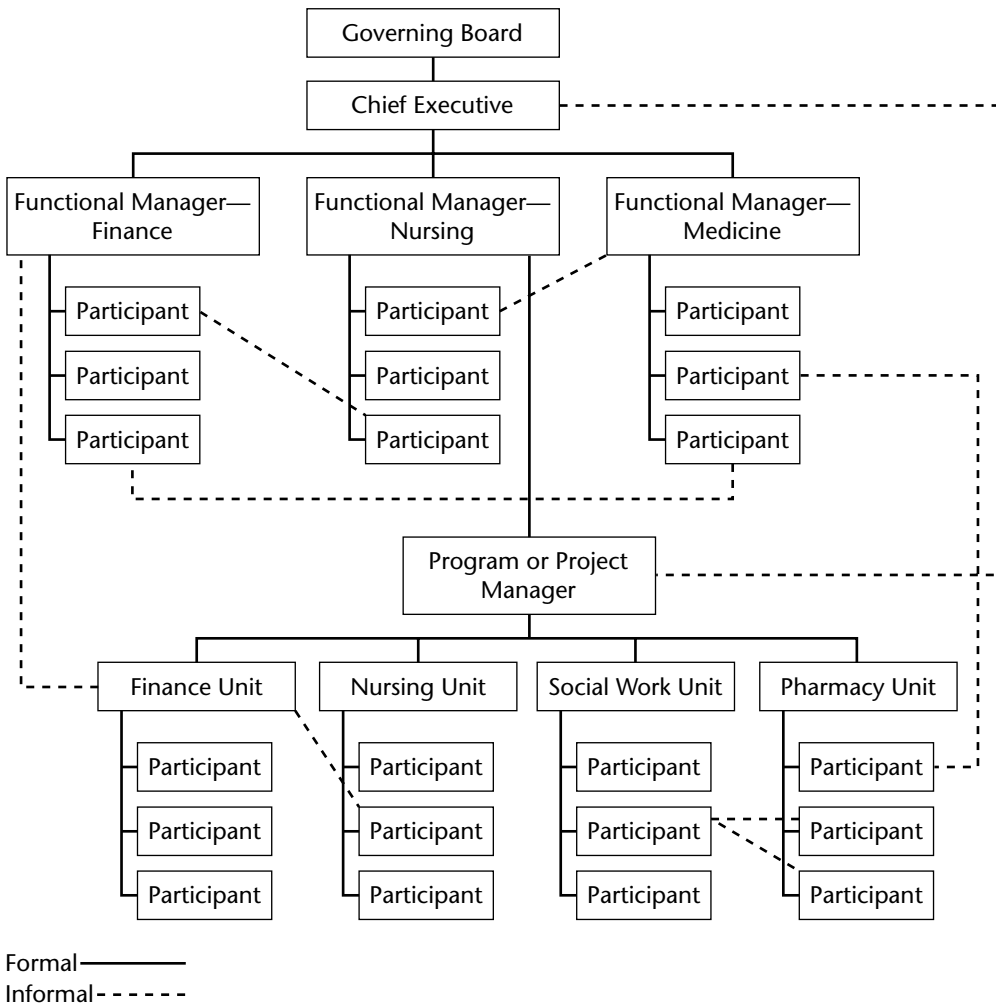 Governing Board
Chief Executive
Functional Manager—
Finance
Functional Manager—
Nursing
Functional Manager—
Medicine
Participant
Participant
Participant
Participant
Participant
Participant
Participant
Participant
Participant
Program or Project
Manager
Finance Unit
Nursing Unit
Social Work Unit
Pharmacy Unit
Participant
Participant
Participant
Participant
Participant
Participant
Participant
Participant
Participant
Participant
Participant
Participant
Formal
Informal